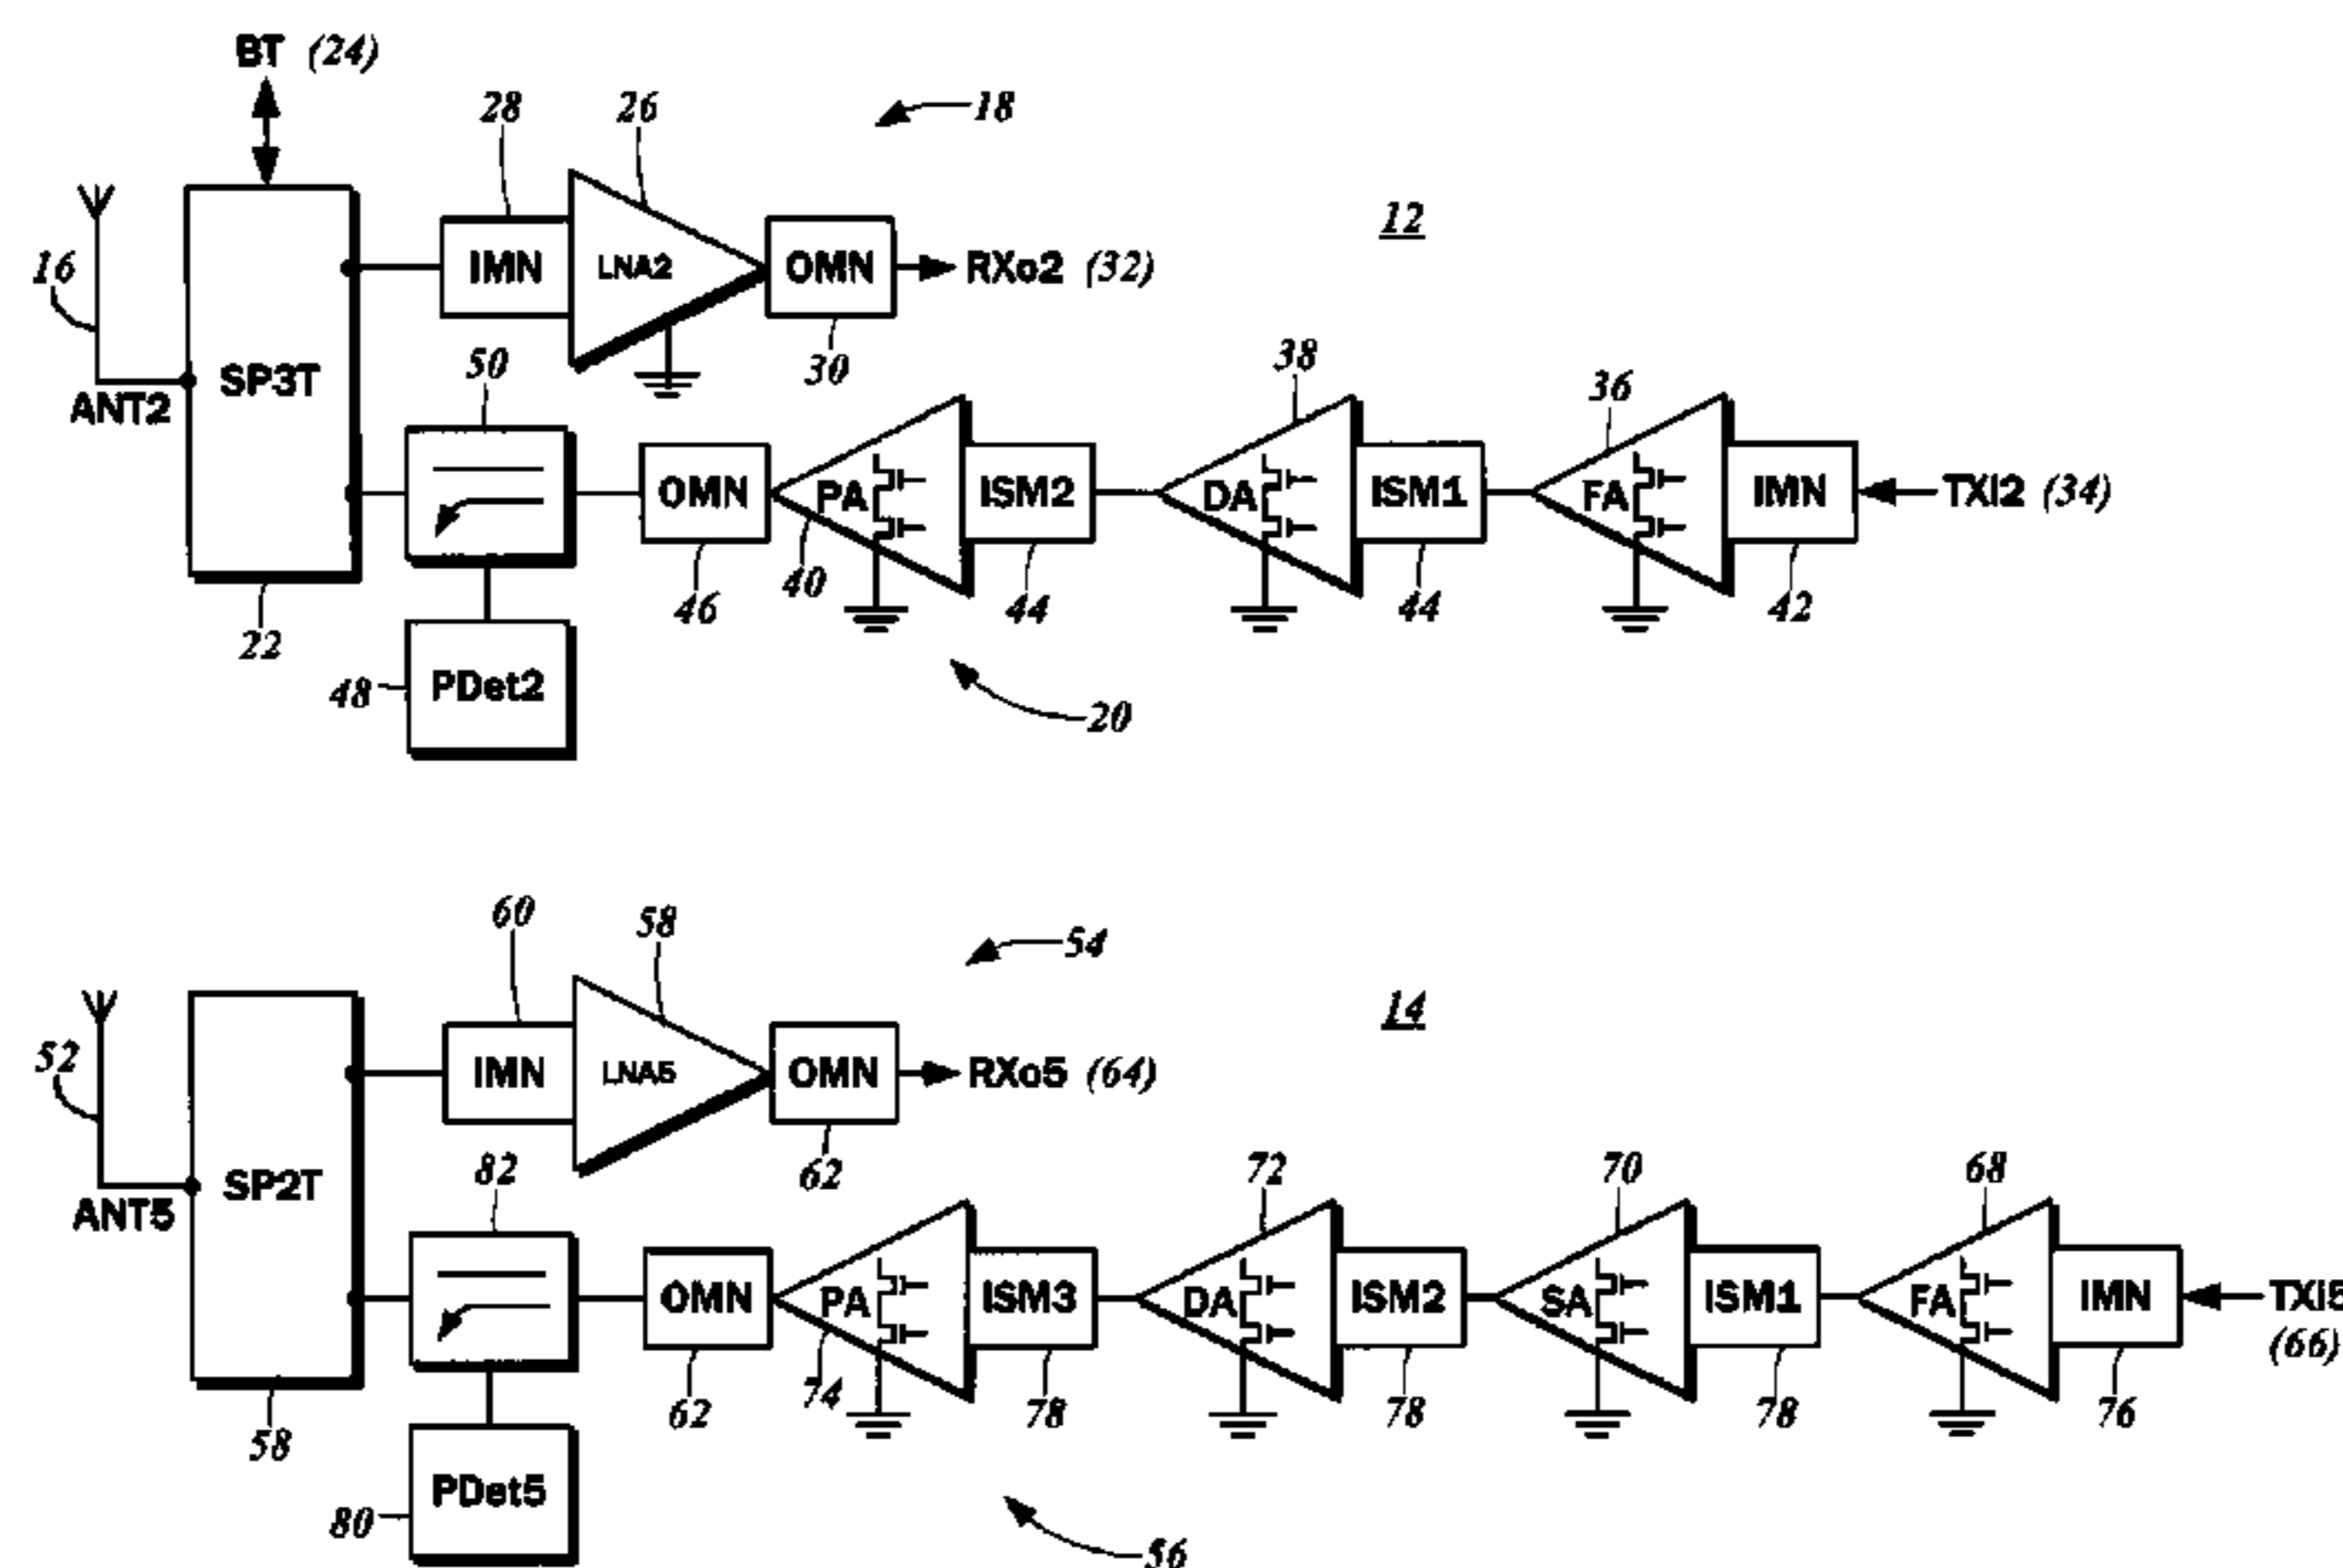 BT (24)
28
26
18
12
16
IMN
LNA2
OMN
RXo2 (32)
SP3T
ANT2
50
30
38
36
OMN
PA
ISM2
DA
ISM1
FA
IMN
TXi2 (34)
40
46
44
44
42
22
48
PDet2
20
60
58
54
14
52
IMN
LNA5
OMN
RXo5 (64)
SP2T
ANT5
82
62
72
70
68
OMN
PA
ISM3
DA
ISM2
SA
ISM1
FA
IMN
TXi5
(66)
74
62
78
78
78
76
58
80
PDet5
56